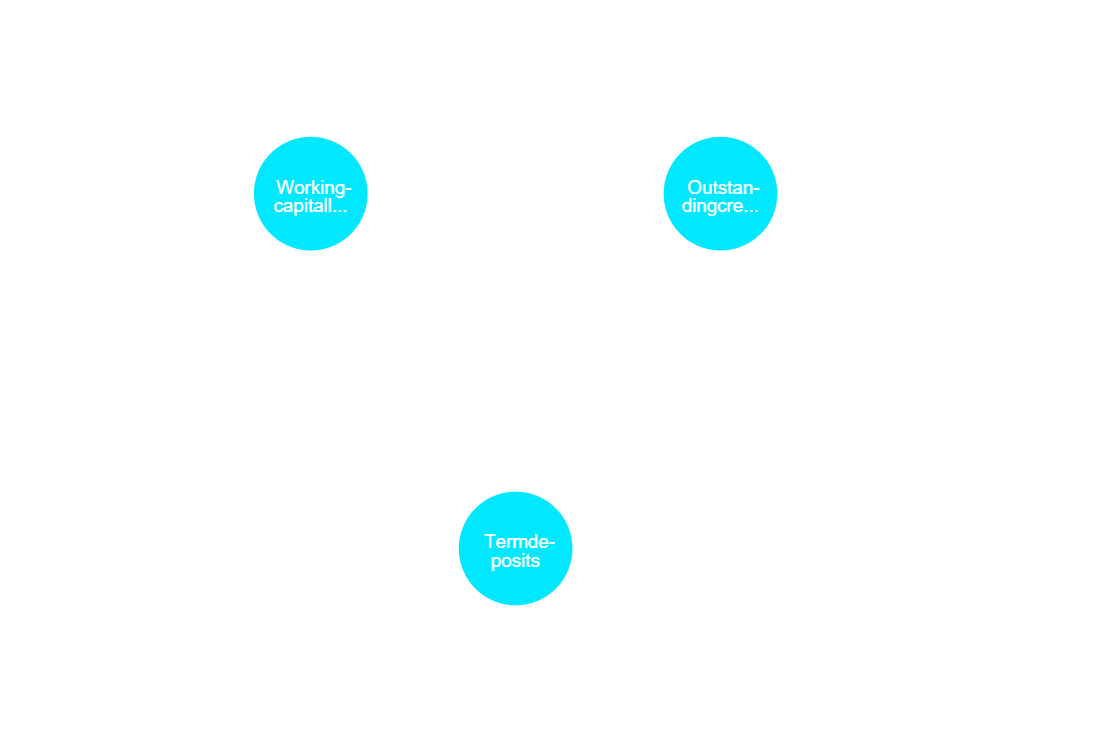 Working-
capitall...
Outstan-
dingcre...
Termde-
posits